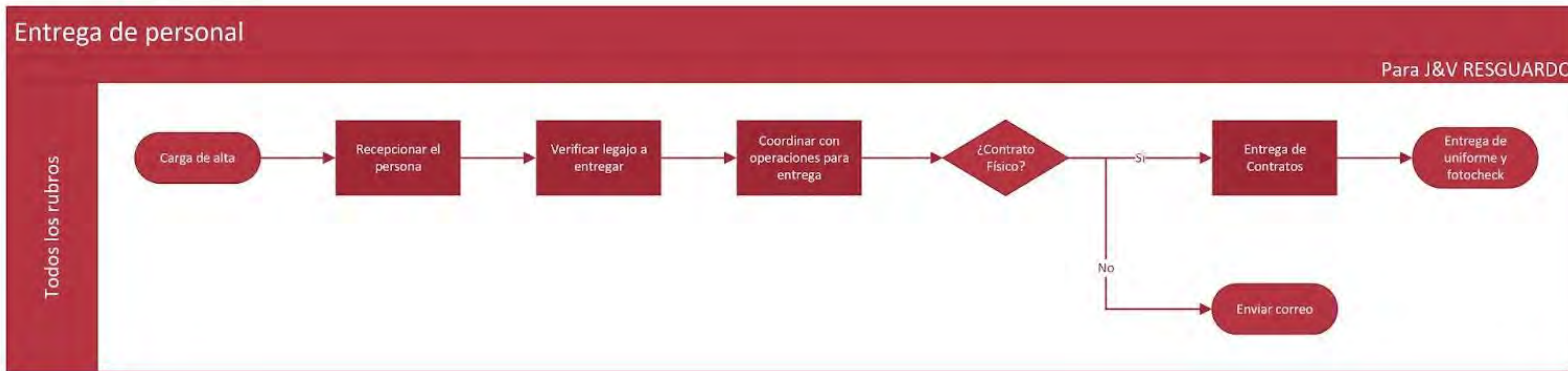 Entrega de personal
Para J&V RESGUARDO
Todos los rubros
Carga de alta
Recepcionar el
persona
Verificar legajo a
entregar
Coordinar con
operaciones para
entrega
¿Contrato
Físico?
Si
Entrega de
Contratos
Entrega de
uniforme y
fotocheck
No
Enviar correo